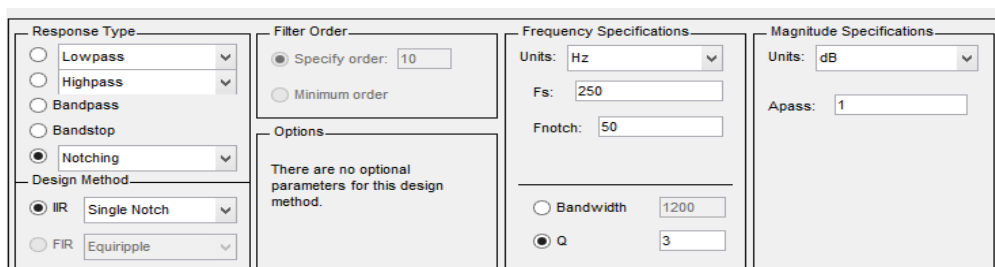 Response Type
Lowpass
Highpass
Bandpass
Bandstop
Notching
Design Method
IIR Single Notch
FIR Equiripple
Filter Order
Specify order: 10
Minimum order
Options
There are no optional
parameters for this design
method.
Frequency Specifications
Units: Hz
Fs: 250
Fnotch: 50
Bandwidth 1200
Q 3
Magnitude Specifications
Units: dB
Apass: 1